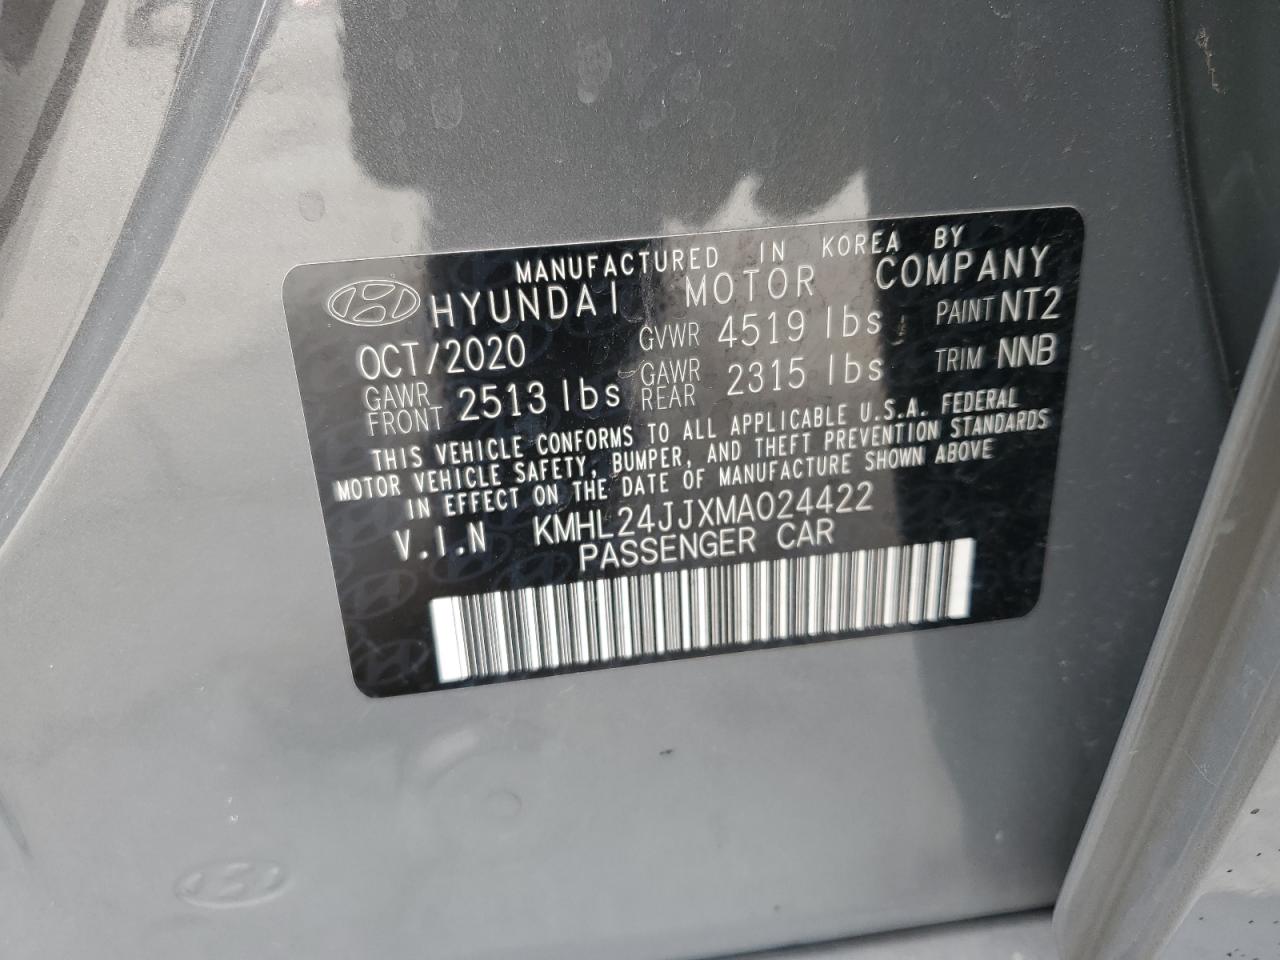 MANUFACTURED IN KOREA BY
HYUNDAI MOTOR COMPANY
OCT/2020 GVWR 4519 lbs PAINT NT2
GAWR FRONT 2513 lbs GAWR REAR 2315 lbs TRIM NNB
THIS VEHICLE CONFORMS TO ALL APPLICABLE U.S.A. FEDERAL
MOTOR VEHICLE SAFETY, BUMPER, AND THEFT PREVENTION STANDARDS
IN EFFECT ON THE DATE OF MANUFACTURE SHOWN ABOVE
V.I.N KMHL24JJXMA024422
PASSENGER CAR